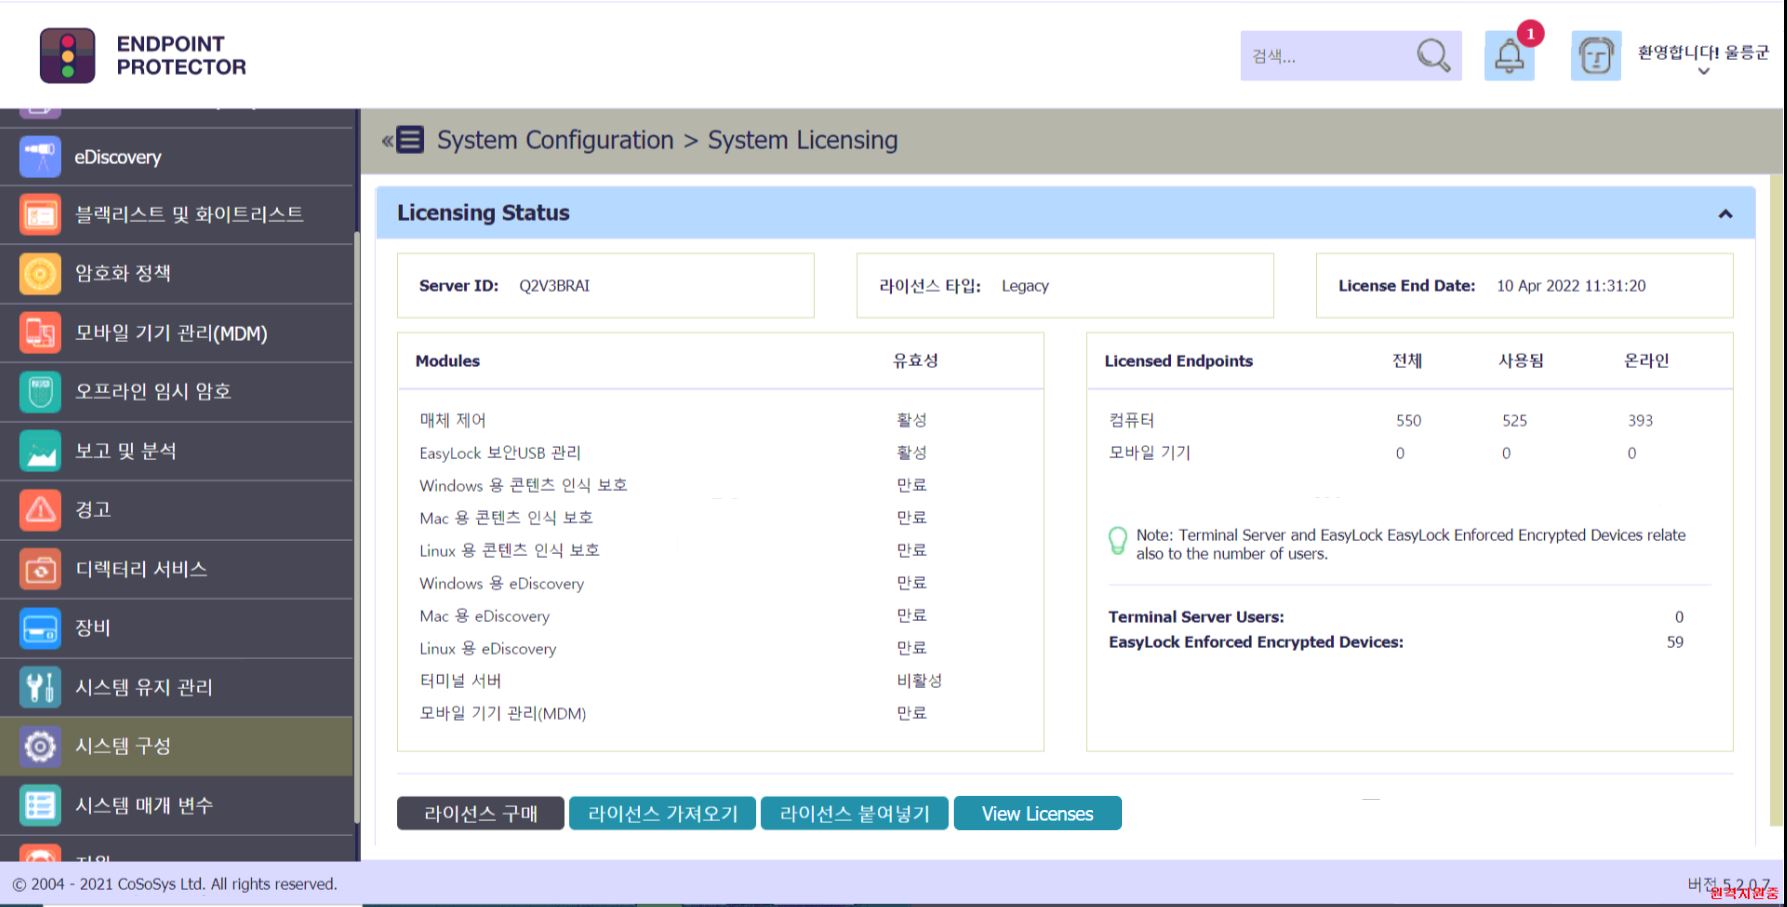 ENDPOINT
PROTECTOR
검색...
1
환영합니다! 울릉군
eDiscovery
블랙리스트 및 화이트리스트
암호화 정책
모바일 기기 관리(MDM)
오프라인 임시 암호
보고 및 분석
경고
디렉터리 서비스
장비
시스템 유지 관리
시스템 구성
시스템 매개 변수
System Configuration > System Licensing
Licensing Status
Server ID: Q2V3BRAI
라이선스 타입: Legacy
License End Date: 10 Apr 2022 11:31:20
Modules 유효성
매체 제어 활성
EasyLock 보안USB 관리 활성
Windows 용 콘텐츠 인식 보호 만료
Mac 용 콘텐츠 인식 보호 만료
Linux 용 콘텐츠 인식 보호 만료
Windows 용 eDiscovery 만료
Mac 용 eDiscovery 만료
Linux 용 eDiscovery 만료
터미널 서버 비활성
모바일 기기 관리(MDM) 만료
Licensed Endpoints 전체 사용됨 온라인
컴퓨터 550 525 393
모바일 기기 0 0 0
Note: Terminal Server and EasyLock EasyLock Enforced Encrypted Devices relate
also to the number of users.
Terminal Server Users: 0
EasyLock Enforced Encrypted Devices: 59
라이선스 구매 라이선스 가져오기 라이선스 붙여넣기 View Licenses
© 2004 - 2021 CoSoSys Ltd. All rights reserved.
버전 5.2.0.7
원격지원중